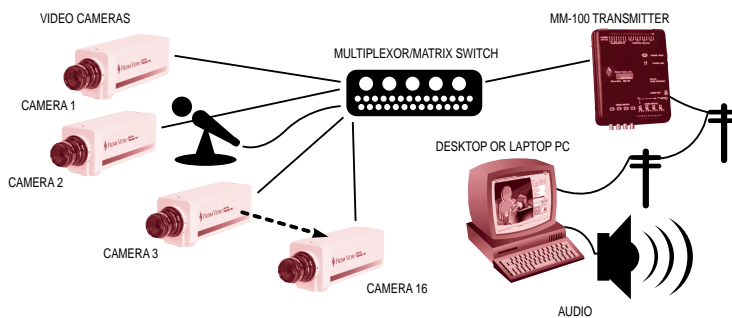 VIDEO CAMERAS
MM-100 TRANSMITTER
MULTIPLEXOR/MATRIX SWITCH
CAMERA 1
CAMERA 2
DESKTOP OR LAPTOP PC
CAMERA 3
CAMERA 16
AUDIO